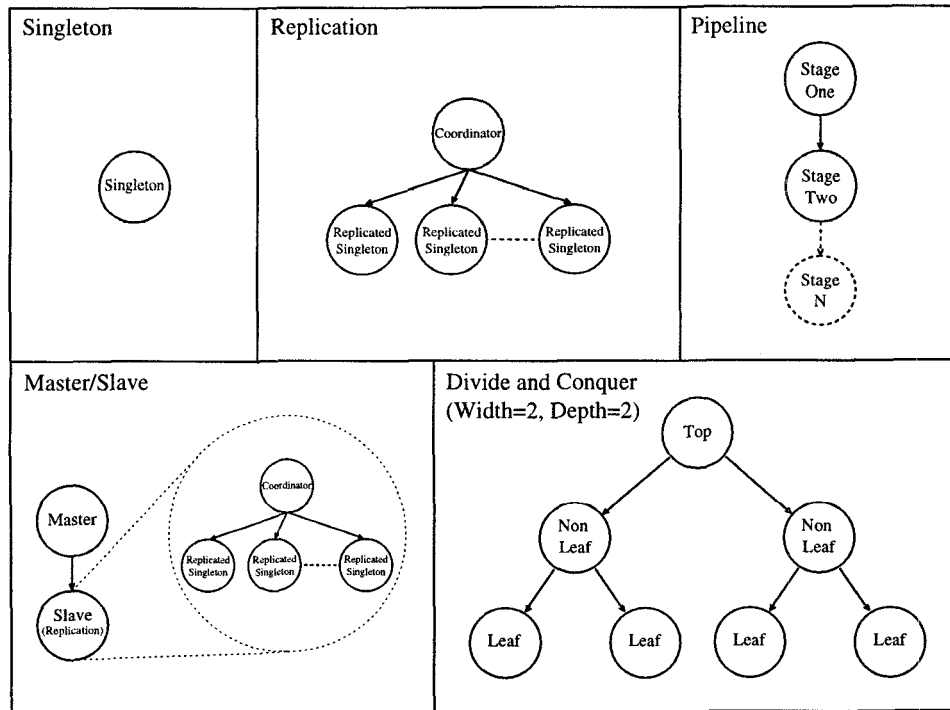 Singleton
Singleton
Replication
Coordinator
Replicated
Singleton
Replicated
Singleton
Replicated
Singleton
Pipeline
Stage
One
Stage
Two
Stage
N
Master/Slave
Master
Slave
(Replication)
Coordinator
Replicated
Singleton
Replicated
Singleton
Replicated
Singleton
Divide and Conquer
(Width=2, Depth=2)
Top
Non
Leaf
Non
Leaf
Leaf
Leaf
Leaf
Leaf